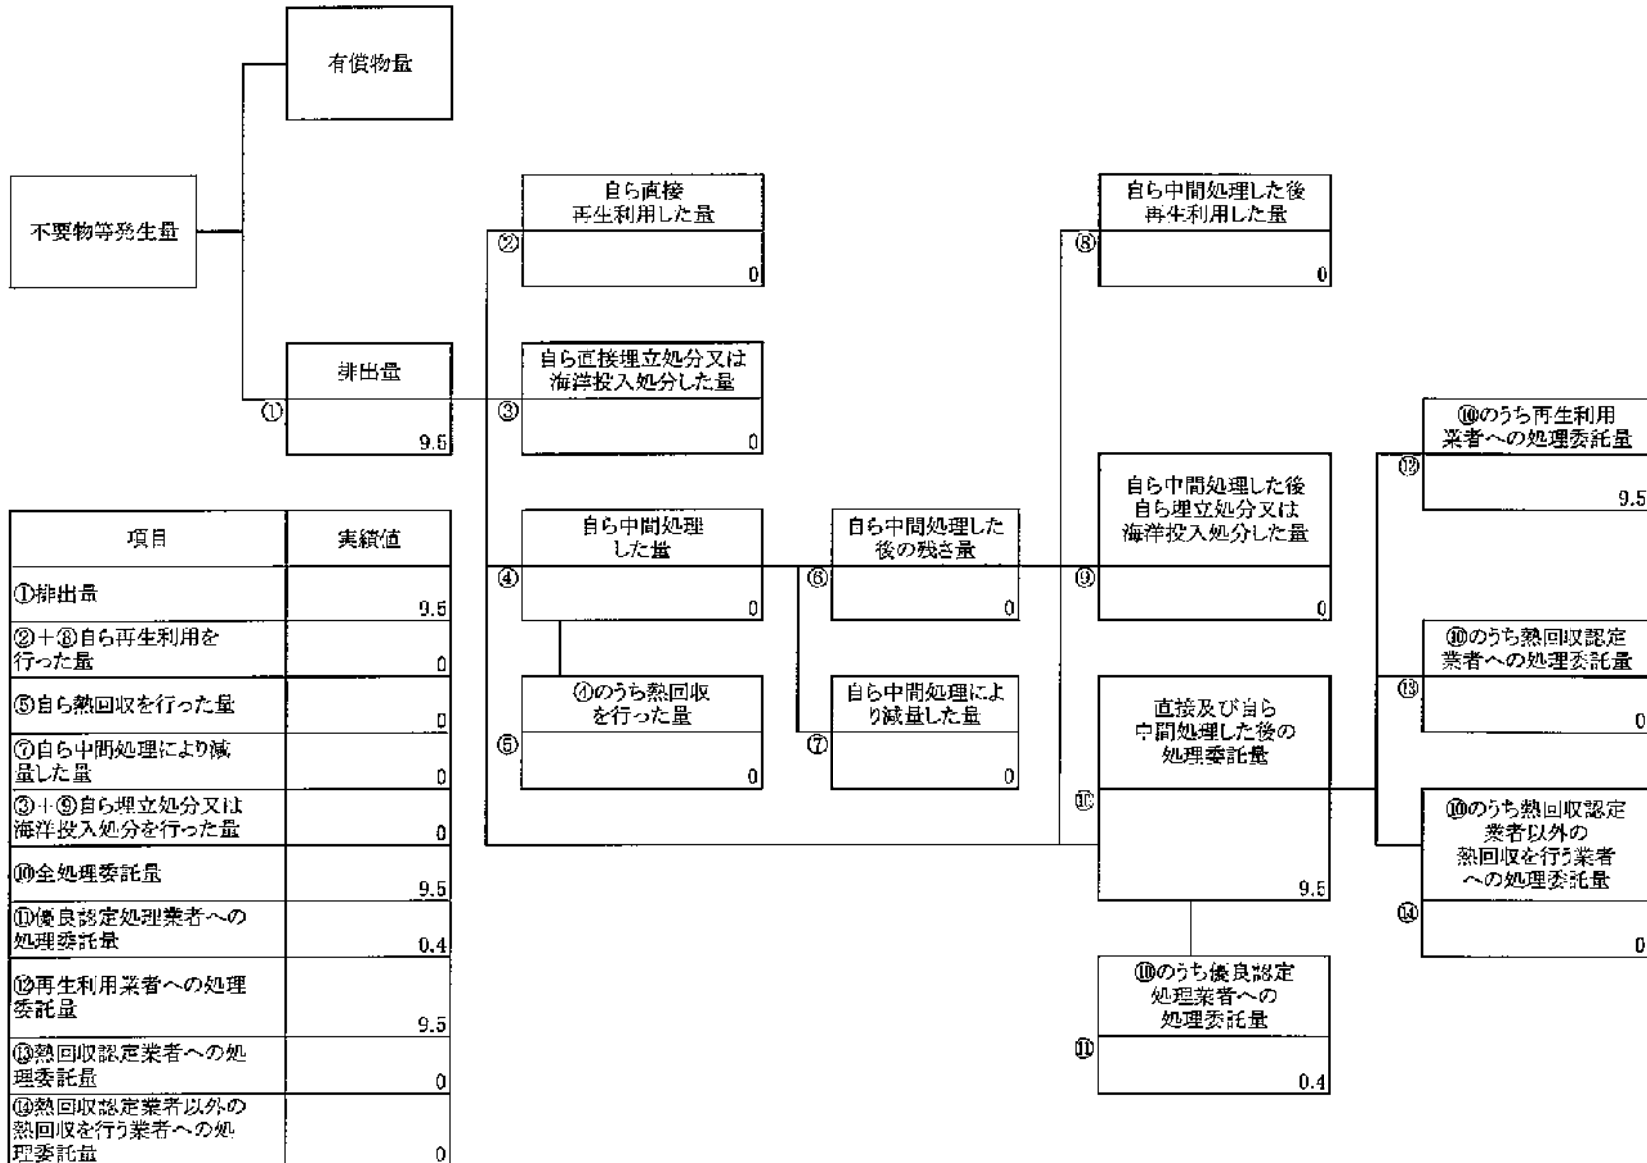 有償物量
不要物等発生量
排出量
①
9.5
自ら直接
再生利用した量
②
0
自ら直接埋立処分又は
海洋投入処分した量
③
0
自ら中間処理
した量
④
0
④のうち熱回収
を行った量
⑤
0
自ら中間処理した
後の残さ量
⑥
0
自ら中間処理によ
り減量した量
⑦
0
自ら中間処理した後
再生利用した量
⑧
0
自ら中間処理した後
自ら埋立処分又は
海洋投入処分した量
⑨
0
直接及び自ら
中間処理した後の
処理委託量
⑩
9.5
⑩のうち優良認定
処理業者への
処理委託量
⑪
0.4
⑩のうち再生利用
業者への処理委託量
⑫
9.5
⑩のうち熱回収認定
業者への処理委託量
⑬
0
⑩のうち熱回収認定
業者以外の
熱回収を行う業者
への処理委託量
⑭
0
項目 実績値
①排出量 9.5
②+⑧自ら再生利用を
行った量 0
⑤自ら熱回収を行った量 0
⑦自ら中間処理により減
量した量 0
③+⑨自ら埋立処分又は
海洋投入処分を行った量 0
⑩全処理委託量 9.5
⑪優良認定処理業者への
処理委託量 0.4
⑫再生利用業者への処理
委託量 9.5
⑬熱回収認定業者への処
理委託量 0
⑭熱回収認定業者以外の
熱回収を行う業者への処
理委託量 0